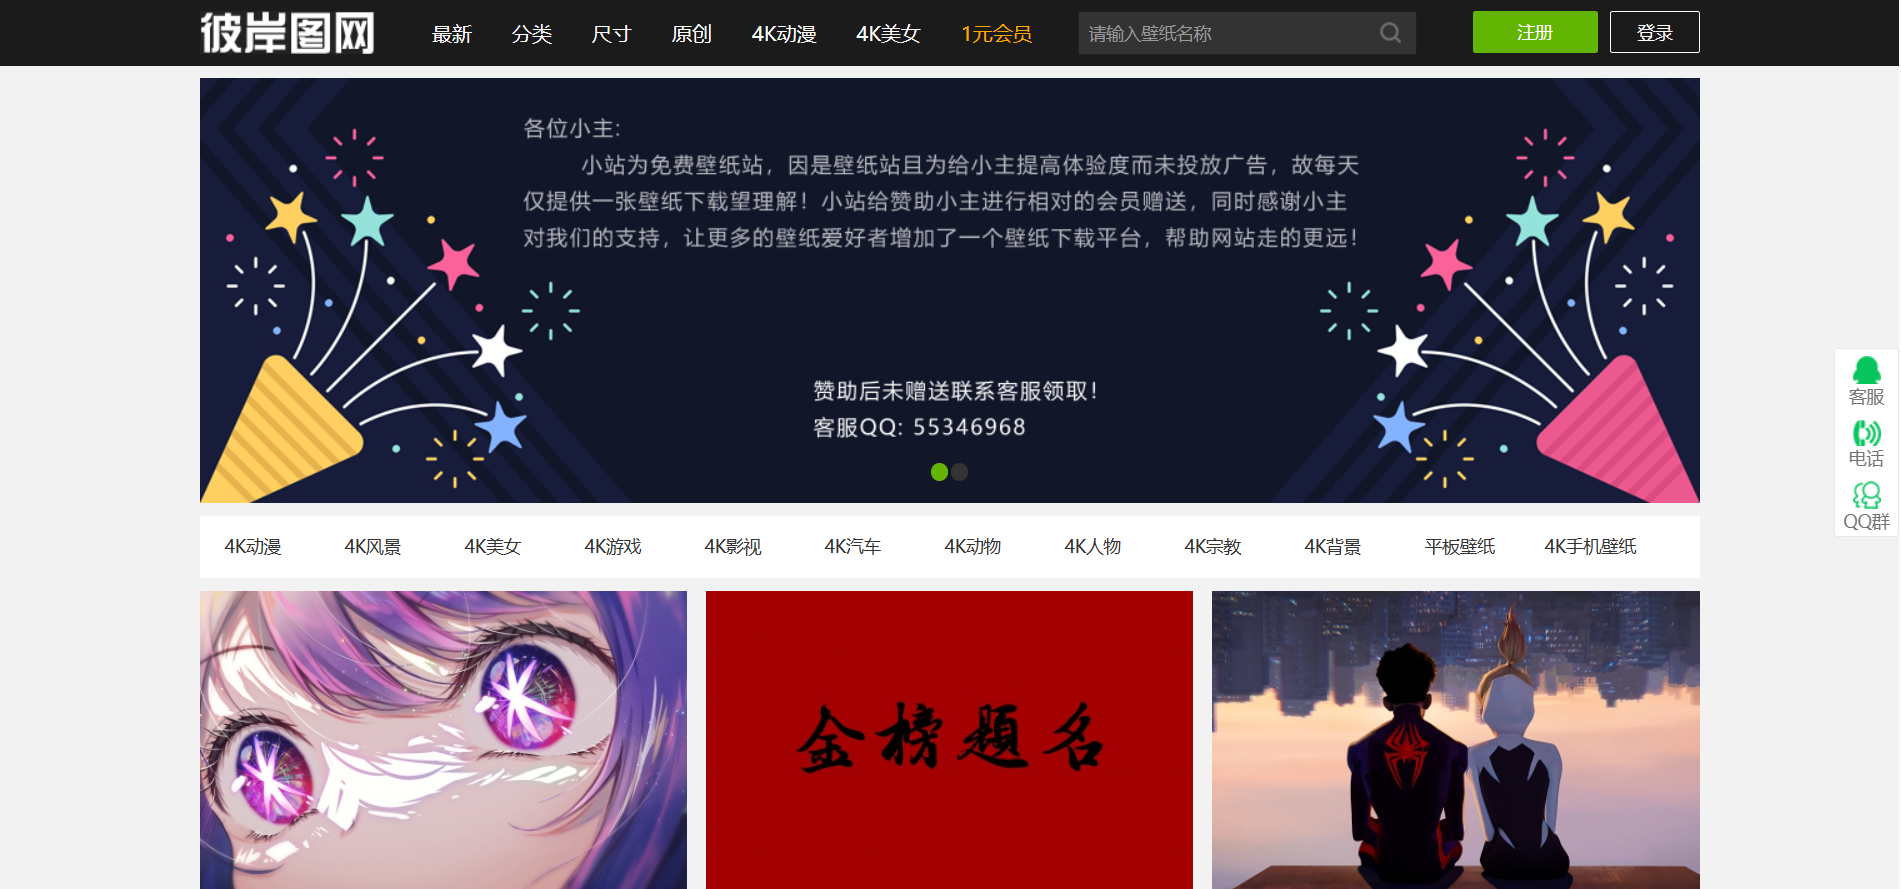 彼岸图网
最新 分类 尺寸 原创 4K动漫 4K美女 1元会员
请输入壁纸名称
注册 登录
各位小主:
小站为免费壁纸站，因是壁纸站且为给小主提高体验度而未投放广告，故每天
仅提供一张壁纸下载望理解！小站给赞助小主进行相对的会员赠送，同时感谢小主
对我们的支持，让更多的壁纸爱好者增加了一个壁纸下载平台，帮助网站走的更远！
赞助后未赠送联系客服领取！
客服QQ: 55346968
客服
电话
QQ群
4K动漫 4K风景 4K美女 4K游戏 4K影视 4K汽车 4K动物 4K人物 4K宗教 4K背景 平板壁纸 4K手机壁纸
金榜題名